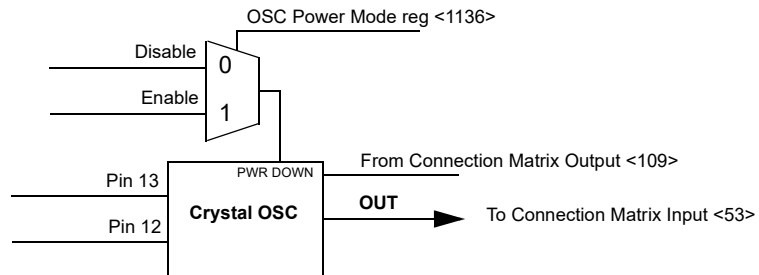 OSC Power Mode reg <1136>
Disable
0
Enable
1
PWR DOWN
From Connection Matrix Output <109>
Pin 13
Crystal OSC
OUT
To Connection Matrix Input <53>
Pin 12